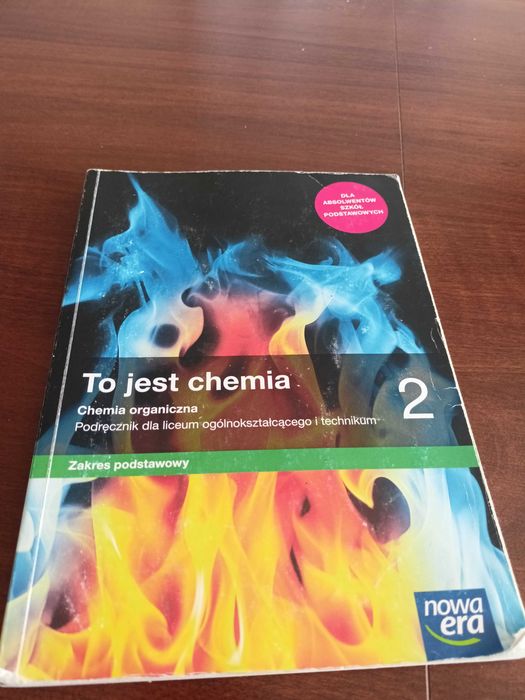 DLA
ABSOLWENTÓW
SZKÓŁ
PODSTAWOWYCH
To jest chemia
2
Chemia organiczna
Podręcznik dla liceum ogólnokształcącego i technikum
Zakres podstawowy
nowa
era